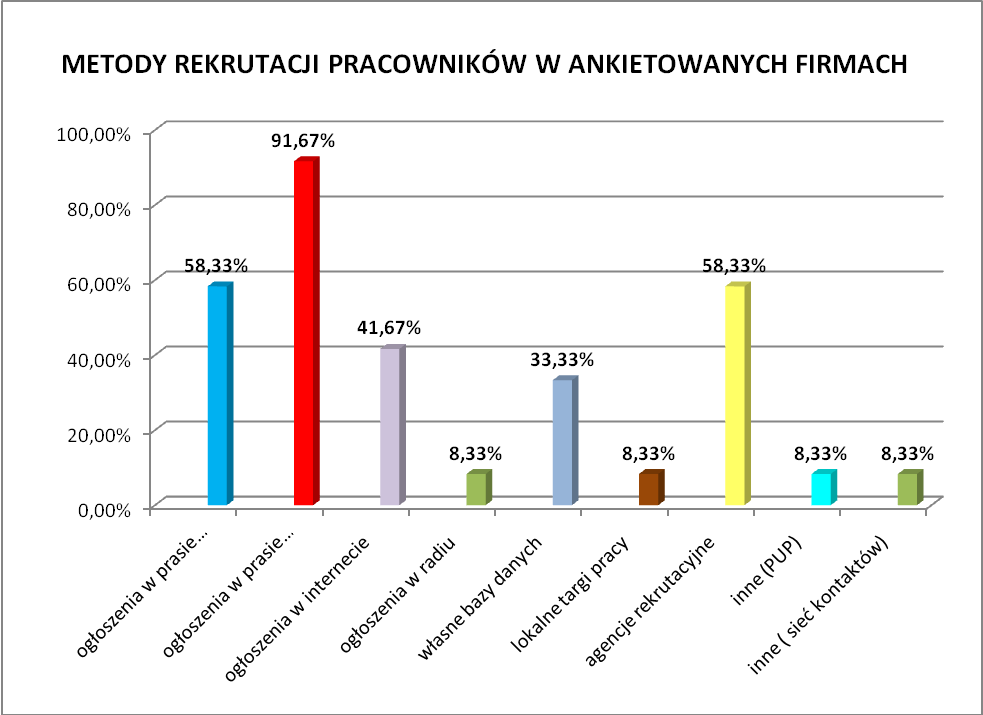 METODY REKRUTACJI PRACOWNIKÓW W ANKIETOWANYCH FIRMACH
100,00%
80,00%
60,00%
40,00%
20,00%
0,00%
58,33%
91,67%
41,67%
8,33%
33,33%
8,33%
58,33%
8,33%
8,33%
ogłoszenia w prasie...
ogłoszenia w prasie...
ogłoszenia w internecie
ogłoszenia w radiu
własne bazy danych
lokalne targi pracy
agencje rekrutacyjne
inne (PUP)
inne ( sieć kontaktów)